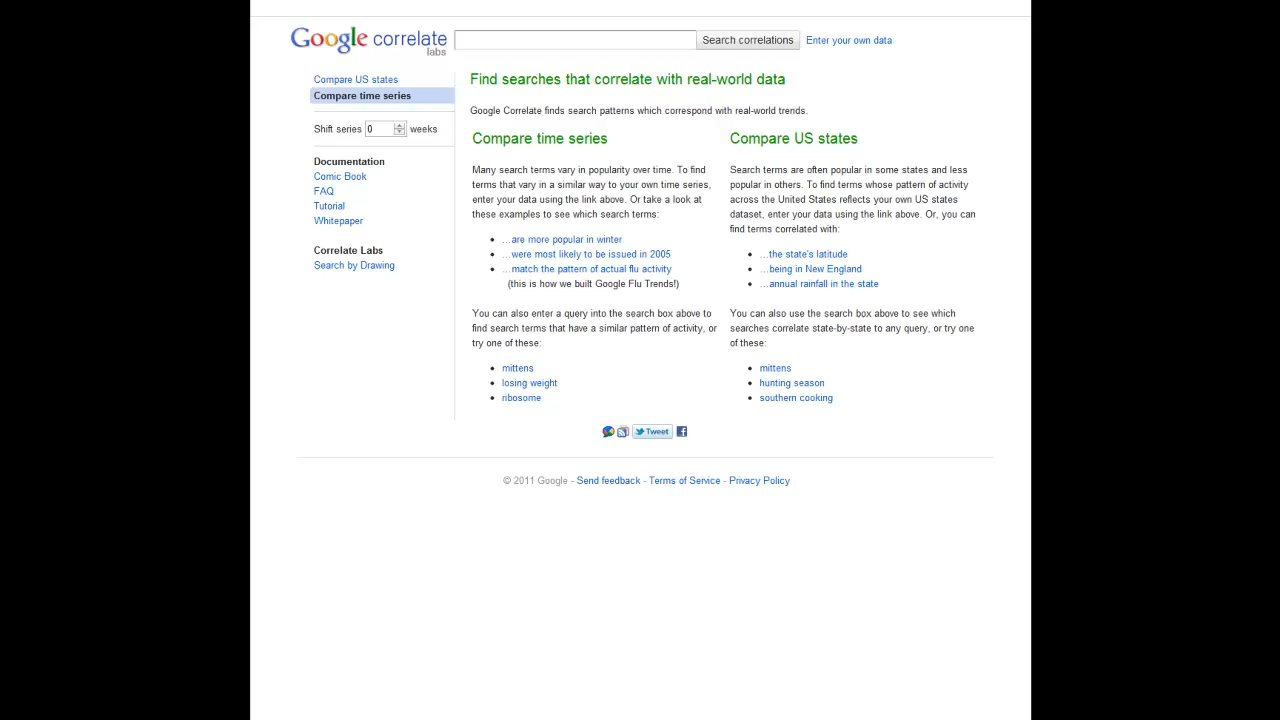 Google correlate
labs
Search correlations
Enter your own data
Compare US states
Compare time series
Shift series 0 weeks
Documentation
Comic Book
FAQ
Tutorial
Whitepaper
Correlate Labs
Search by Drawing
Find searches that correlate with real-world data
Google Correlate finds search patterns which correspond with real-world trends.
Compare time series
Many search terms vary in popularity over time. To find
terms that vary in a similar way to your own time series,
enter your data using the link above. Or take a look at
these examples to see which search terms:
• ...are more popular in winter
• ...were most likely to be issued in 2005
• ...match the pattern of actual flu activity
(this is how we built Google Flu Trends!)
You can also enter a query into the search box above to
find search terms that have a similar pattern of activity, or
try one of these:
• mittens
• losing weight
• ribosome
Compare US states
Search terms are often popular in some states and less
popular in others. To find terms whose pattern of activity
across the United States reflects your own US states
dataset, enter your data using the link above. Or, you can
find terms correlated with:
• ...the state's latitude
• ...being in New England
• ...annual rainfall in the state
You can also use the search box above to see which
searches correlate state-by-state to any query, or try one
of these:
• mittens
• hunting season
• southern cooking
Tweet
© 2011 Google - Send feedback - Terms of Service - Privacy Policy